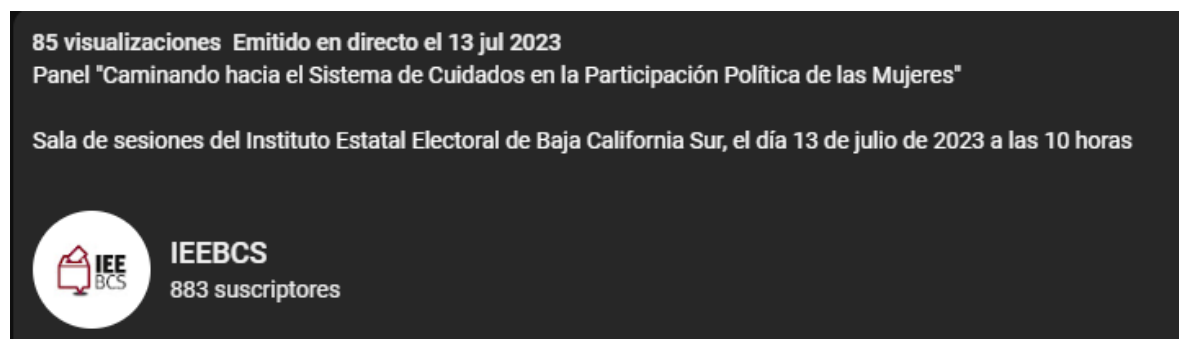 85 visualizaciones Emitido en directo el 13 jul 2023
Panel "Caminando hacia el Sistema de Cuidados en la Participación Política de las Mujeres"
Sala de sesiones del Instituto Estatal Electoral de Baja California Sur, el día 13 de julio de 2023 a las 10 horas
IEE
BCS
IEEBCS
883 suscriptores